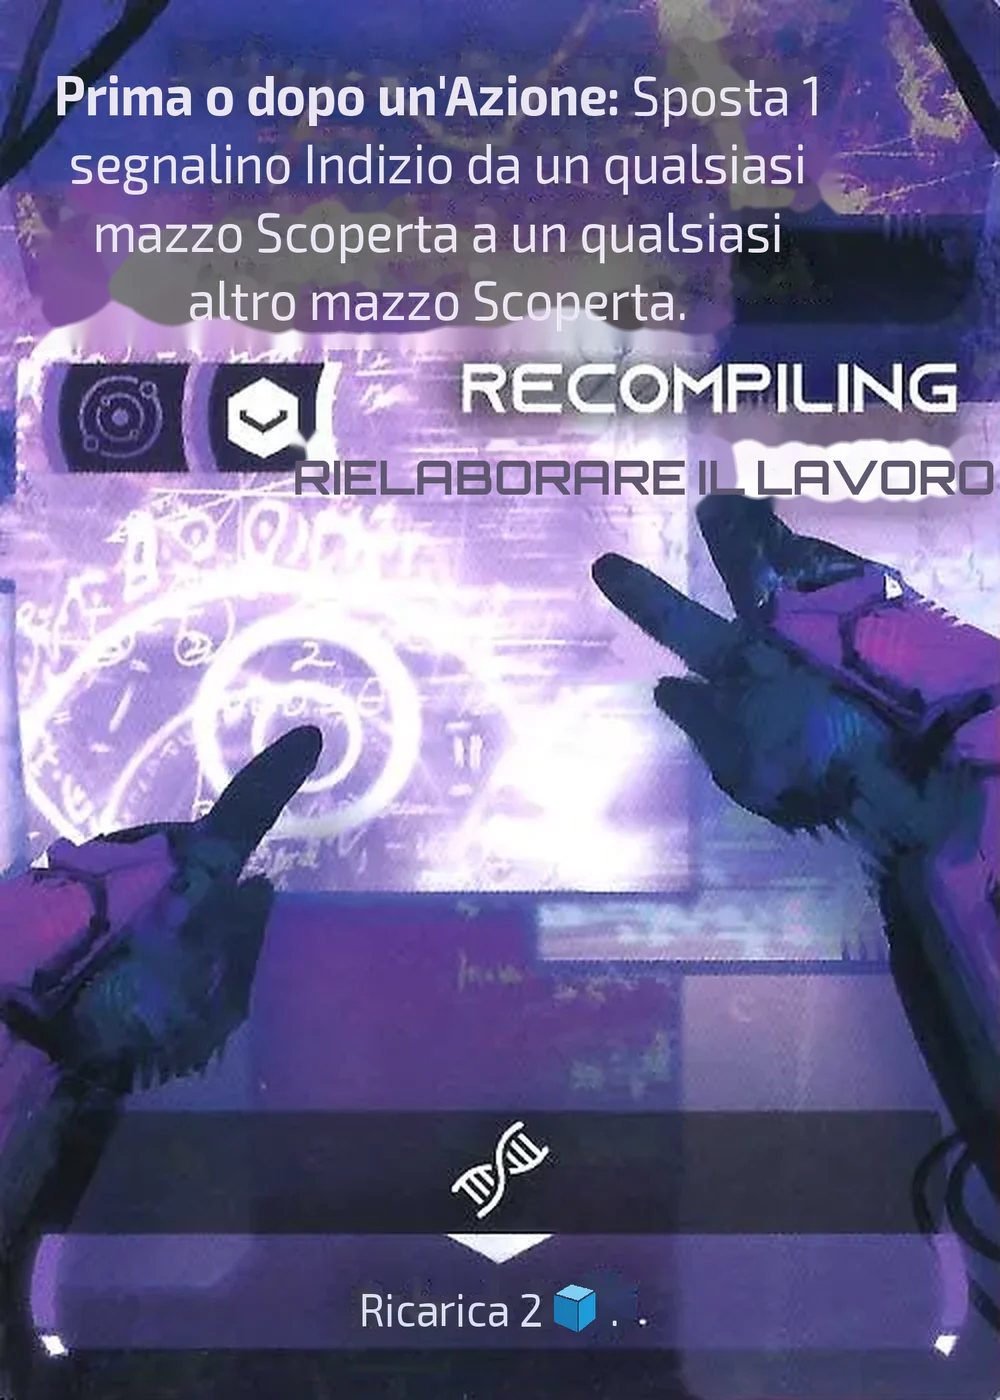 Prima o dopo un'Azione: Sposta 1
segnalino Indizio da un qualsiasi
mazzo Scoperta a un qualsiasi
altro mazzo Scoperta.
RECOMPILING
RIELABORARE IL LAVORO
Ricarica 2 . .